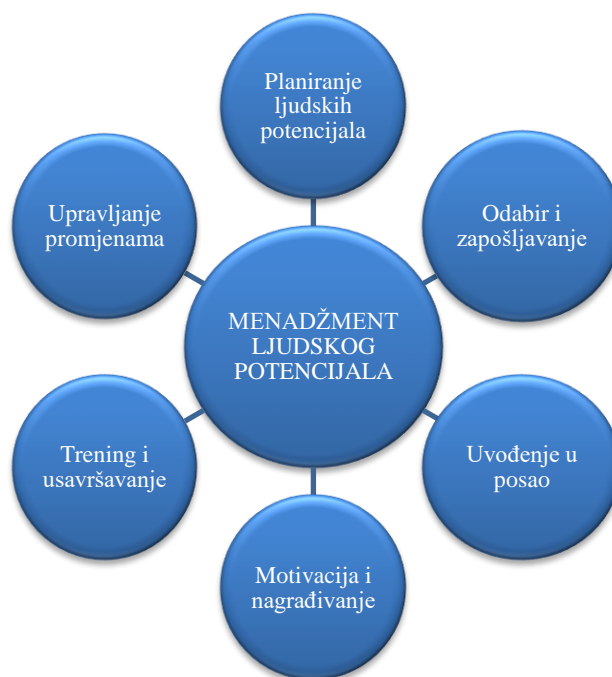 Planiranje
ljudskih
potencijala
Odabir i
zapošljavanje
Uvođenje u
posao
Motivacija i
nagrađivanje
Trening i
usavršavanje
Upravljanje
promjenama
MENADŽMENT
LJUDSKOG
POTENCIJALA